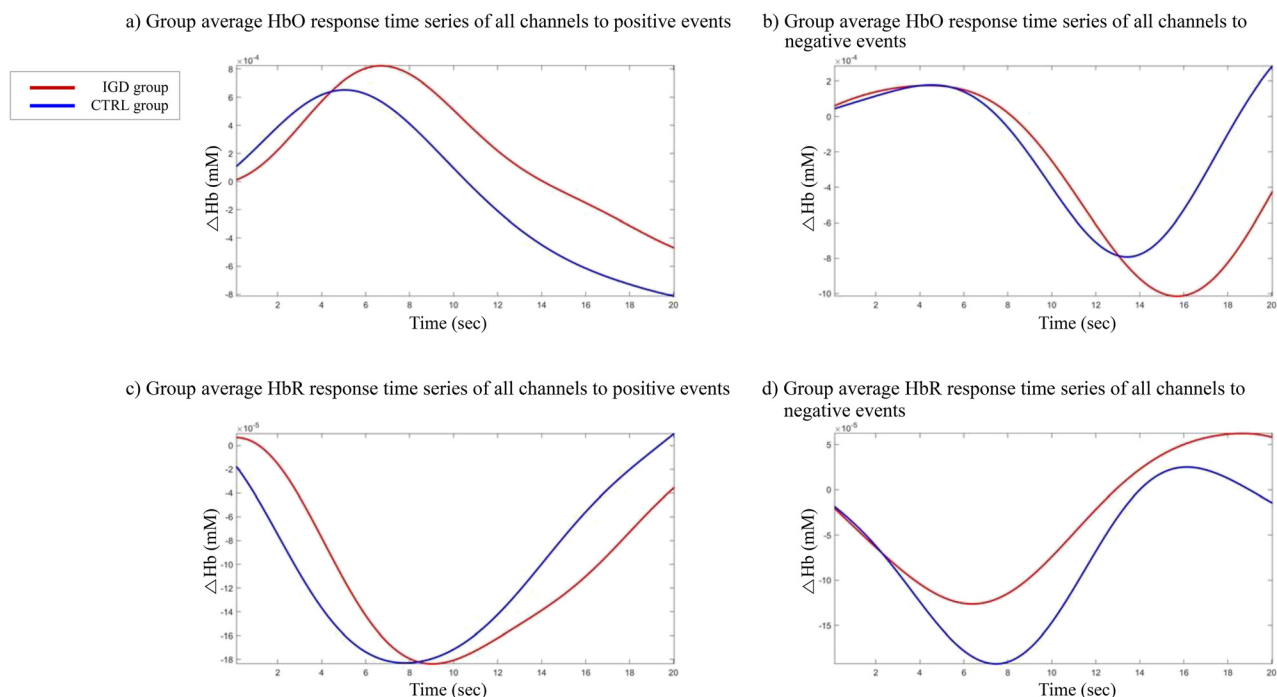 a) Group average HbO response time series of all channels to positive events
b) Group average HbO response time series of all channels to
negative events
IGD group
CTRL group
×10⁻⁴
8
6
4
2
0
-2
-4
-6
-8
△Hb (mM)
2 4 6 8 10 12 14 16 18 20
Time (sec)
×10⁻⁴
2
0
-2
-4
-6
-8
-10
△Hb (mM)
2 4 6 8 10 12 14 16 18 20
Time (sec)
c) Group average HbR response time series of all channels to positive events
d) Group average HbR response time series of all channels to
negative events
×10⁻⁵
0
-2
-4
-6
-8
-10
-12
-14
-16
-18
△Hb (mM)
2 4 6 8 10 12 14 16 18 20
Time (sec)
×10⁻⁵
5
0
-5
-10
-15
△Hb (mM)
2 4 6 8 10 12 14 16 18 20
Time (sec)